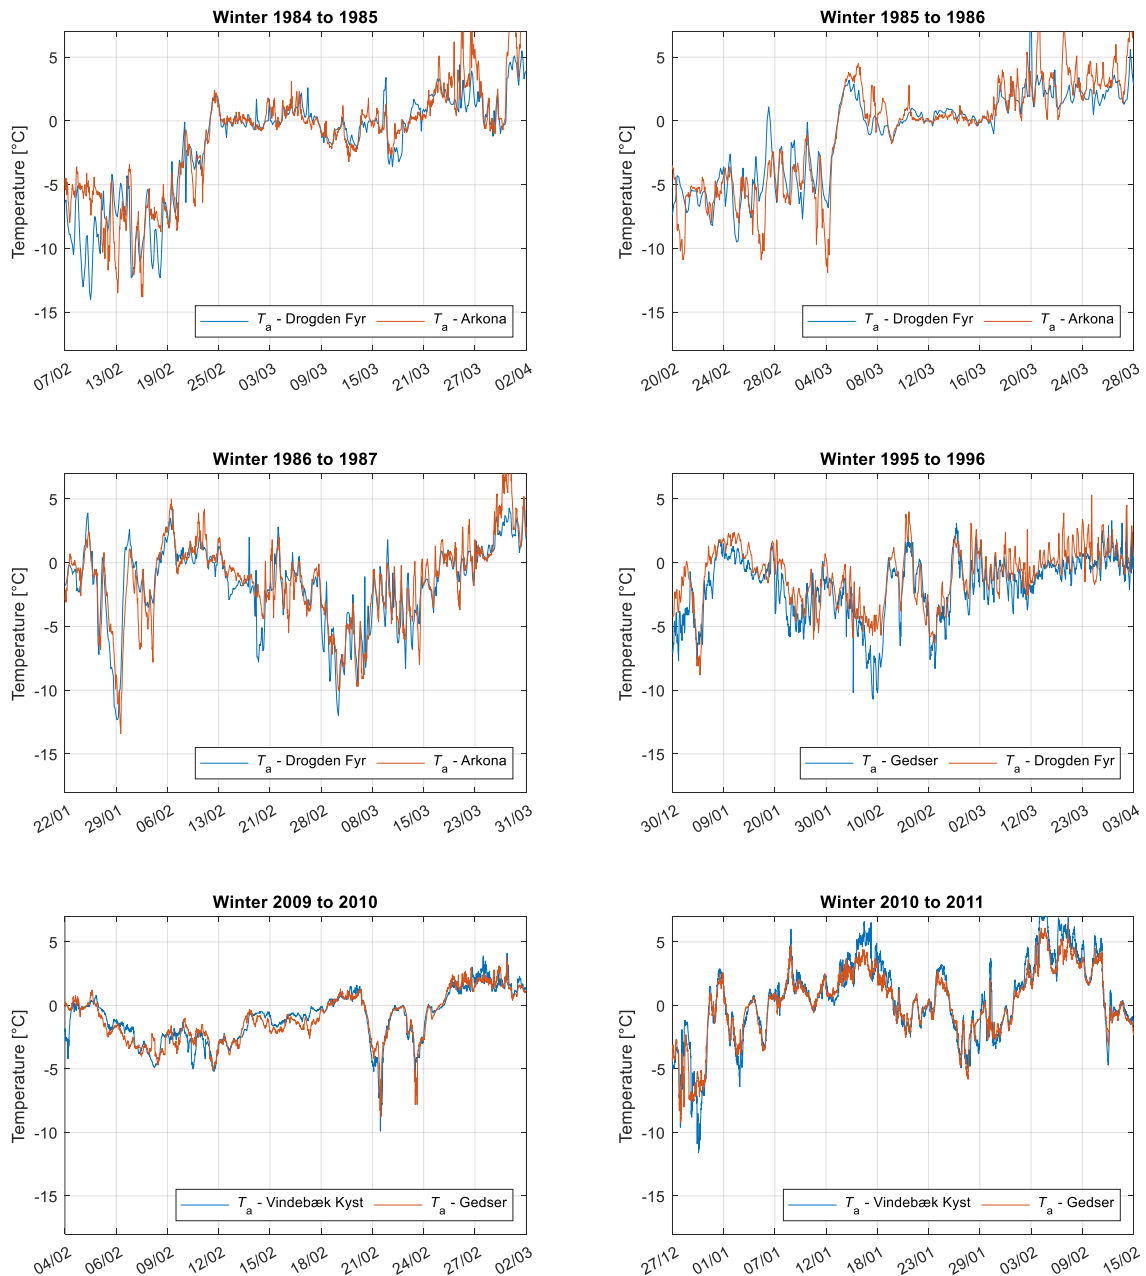 Winter 1984 to 1985
Temperature [°C]
5
0
-5
-10
-15
Ta - Drogden Fyr Ta - Arkona
07/02 13/02 19/02 25/02 03/03 09/03 15/03 21/03 27/03 02/04
Winter 1985 to 1986
Temperature [°C]
5
0
-5
-10
-15
Ta - Drogden Fyr Ta - Arkona
20/02 24/02 28/02 04/03 08/03 12/03 16/03 20/03 24/03 28/03
Winter 1986 to 1987
Temperature [°C]
5
0
-5
-10
-15
Ta - Drogden Fyr Ta - Arkona
22/01 29/01 06/02 13/02 21/02 28/02 08/03 15/03 23/03 31/03
Winter 1995 to 1996
Temperature [°C]
5
0
-5
-10
-15
Ta - Gedser Ta - Drogden Fyr
30/12 09/01 20/01 30/01 10/02 20/02 02/03 12/03 23/03 03/04
Winter 2009 to 2010
Temperature [°C]
5
0
-5
-10
-15
Ta - Vindebæk Kyst Ta - Gedser
04/02 06/02 09/02 12/02 15/02 18/02 21/02 24/02 27/02 02/03
Winter 2010 to 2011
Temperature [°C]
5
0
-5
-10
-15
Ta - Vindebæk Kyst Ta - Gedser
27/12 01/01 07/01 12/01 18/01 23/01 29/01 03/02 09/02 15/02